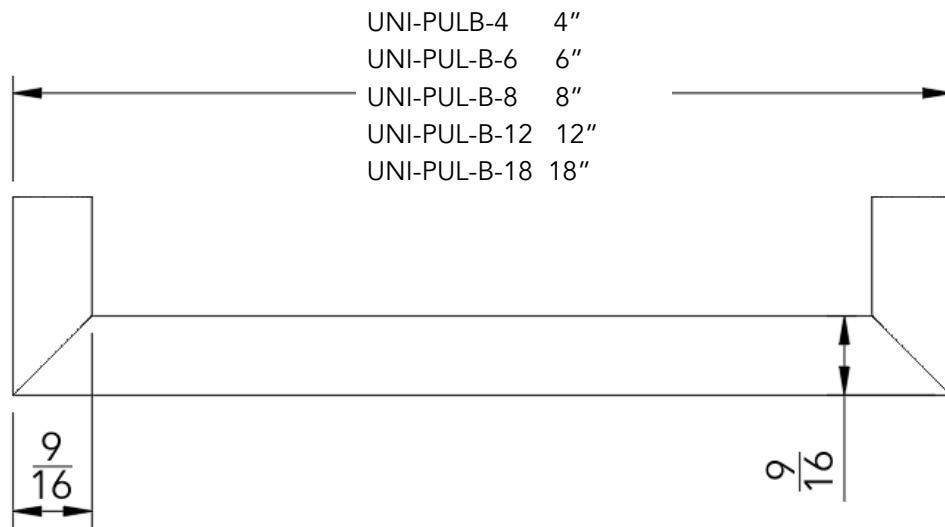 UNI-PULB-4 4”
UNI-PUL-B-6 6”
UNI-PUL-B-8 8”
UNI-PUL-B-12 12”
UNI-PUL-B-18 18”
9
16
9
16